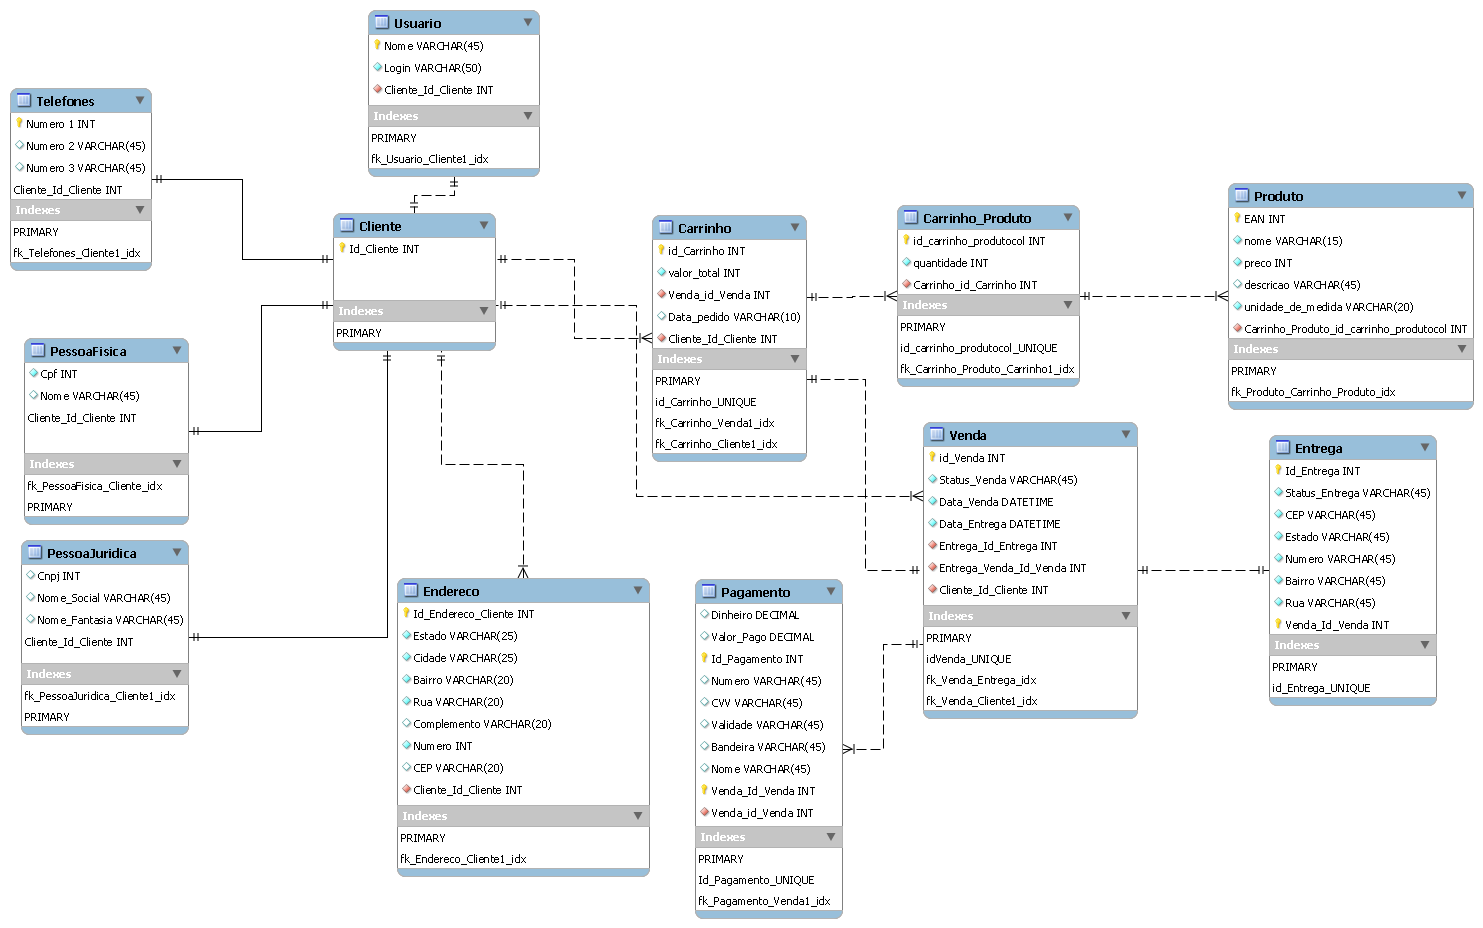 Usuario
Nome VARCHAR(45)
Login VARCHAR(50)
Cliente_Id_Cliente INT
Indexes
PRIMARY
fk_Usuario_Cliente1_idx
Telefones
Numero 1 INT
Numero 2 VARCHAR(45)
Numero 3 VARCHAR(45)
Cliente_Id_Cliente INT
Indexes
PRIMARY
fk_Telefones_Cliente1_idx
Cliente
Id_Cliente INT
Indexes
PRIMARY
Carrinho
id_Carrinho INT
valor_total INT
Venda_id_Venda INT
Data_pedido VARCHAR(10)
Cliente_Id_Cliente INT
Indexes
PRIMARY
id_Carrinho_UNIQUE
fk_Carrinho_Venda1_idx
fk_Carrinho_Cliente1_idx
Carrinho_Produto
id_carrinho_produtocol INT
quantidade INT
Carrinho_id_Carrinho INT
Indexes
PRIMARY
id_carrinho_produtocol_UNIQUE
fk_Carrinho_Produto_Carrinho1_idx
Produto
EAN INT
nome VARCHAR(15)
preco INT
descricao VARCHAR(45)
unidade_de_medida VARCHAR(20)
Carrinho_Produto_id_carrinho_produtocol INT
Indexes
PRIMARY
fk_Produto_Carrinho_Produto_idx
PessoaFisica
Cpf INT
Nome VARCHAR(45)
Cliente_Id_Cliente INT
Indexes
fk_PessoaFisica_Cliente_idx
PRIMARY
PessoaJuridica
Cnpj INT
Nome_Social VARCHAR(45)
Nome_Fantasia VARCHAR(45)
Cliente_Id_Cliente INT
Indexes
fk_PessoaJuridica_Cliente1_idx
PRIMARY
Endereco
Id_Endereco_Cliente INT
Estado VARCHAR(25)
Cidade VARCHAR(25)
Bairro VARCHAR(20)
Rua VARCHAR(20)
Complemento VARCHAR(20)
Numero INT
CEP VARCHAR(20)
Cliente_Id_Cliente INT
Indexes
PRIMARY
fk_Endereco_Cliente1_idx
Pagamento
Dinheiro DECIMAL
Valor_Pago DECIMAL
Id_Pagamento INT
Numero VARCHAR(45)
CVV VARCHAR(45)
Validade VARCHAR(45)
Bandeira VARCHAR(45)
Nome VARCHAR(45)
Venda_Id_Venda INT
Venda_id_Venda INT
Indexes
PRIMARY
Id_Pagamento_UNIQUE
fk_Pagamento_Venda1_idx
Venda
id_Venda INT
Status_Venda VARCHAR(45)
Data_Venda DATETIME
Data_Entrega DATETIME
Entrega_Id_Entrega INT
Entrega_Venda_Id_Venda INT
Cliente_Id_Cliente INT
Indexes
PRIMARY
idVenda_UNIQUE
fk_Venda_Entrega_idx
fk_Venda_Cliente1_idx
Entrega
Id_Entrega INT
Status_Entrega VARCHAR(45)
CEP VARCHAR(45)
Estado VARCHAR(45)
Numero VARCHAR(45)
Bairro VARCHAR(45)
Rua VARCHAR(45)
Venda_Id_Venda INT
Indexes
PRIMARY
id_Entrega_UNIQUE